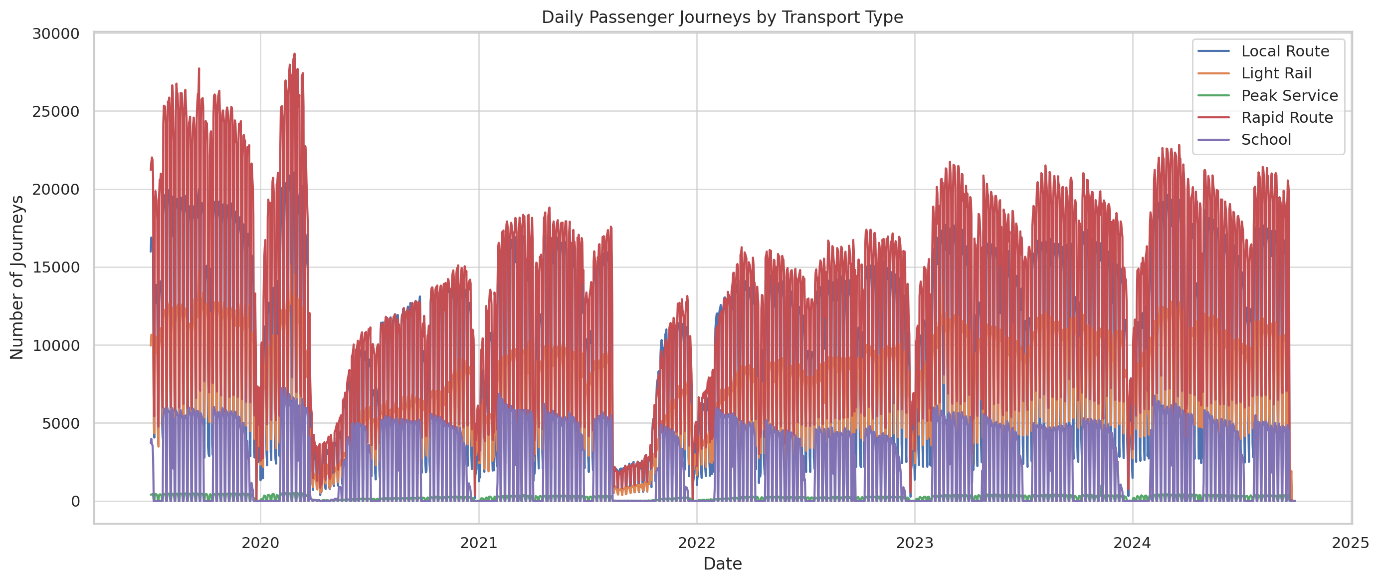 Daily Passenger Journeys by Transport Type
Number of Journeys
30000
25000
20000
15000
10000
5000
0
Local Route
Light Rail
Peak Service
Rapid Route
School
2020 2021 2022 2023 2024 2025
Date